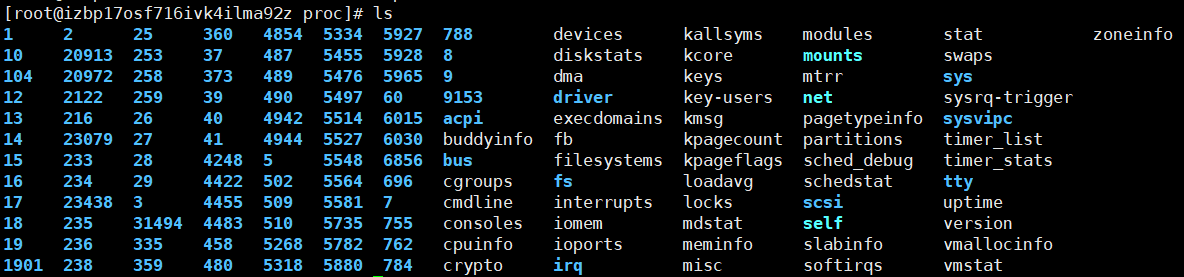 [root@izbp17osf716ivk4ilma92z proc]# ls
1 2 25 360 4854 5334 5927 788 devices kallsyms modules stat zoneinfo
10 20913 253 37 487 5455 5928 8 diskstats kcore mounts swaps
104 20972 258 373 489 5476 5965 9 dma keys mtrr sys
12 2122 259 39 490 5497 60 9153 driver key-users net sysrq-trigger
13 216 26 40 4942 5514 6015 acpi execdomains kmsg pagetypeinfo sysvipc
14 23079 27 41 4944 5527 6030 buddyinfo fb kpagecount partitions timer_list
15 233 28 4248 5 5548 6856 bus filesystems kpageflags sched_debug timer_stats
16 234 29 4422 502 5564 696 cgroups fs loadavg schedstat tty
17 23438 3 4455 509 5581 7 cmdline interrupts locks scsi uptime
18 235 31494 4483 510 5735 755 consoles iomem mdstat self version
19 236 335 458 5268 5782 762 cpuinfo ioports meminfo slabinfo vmallocinfo
1901 238 359 480 5318 5880 784 crypto irq misc softirqs vmstat